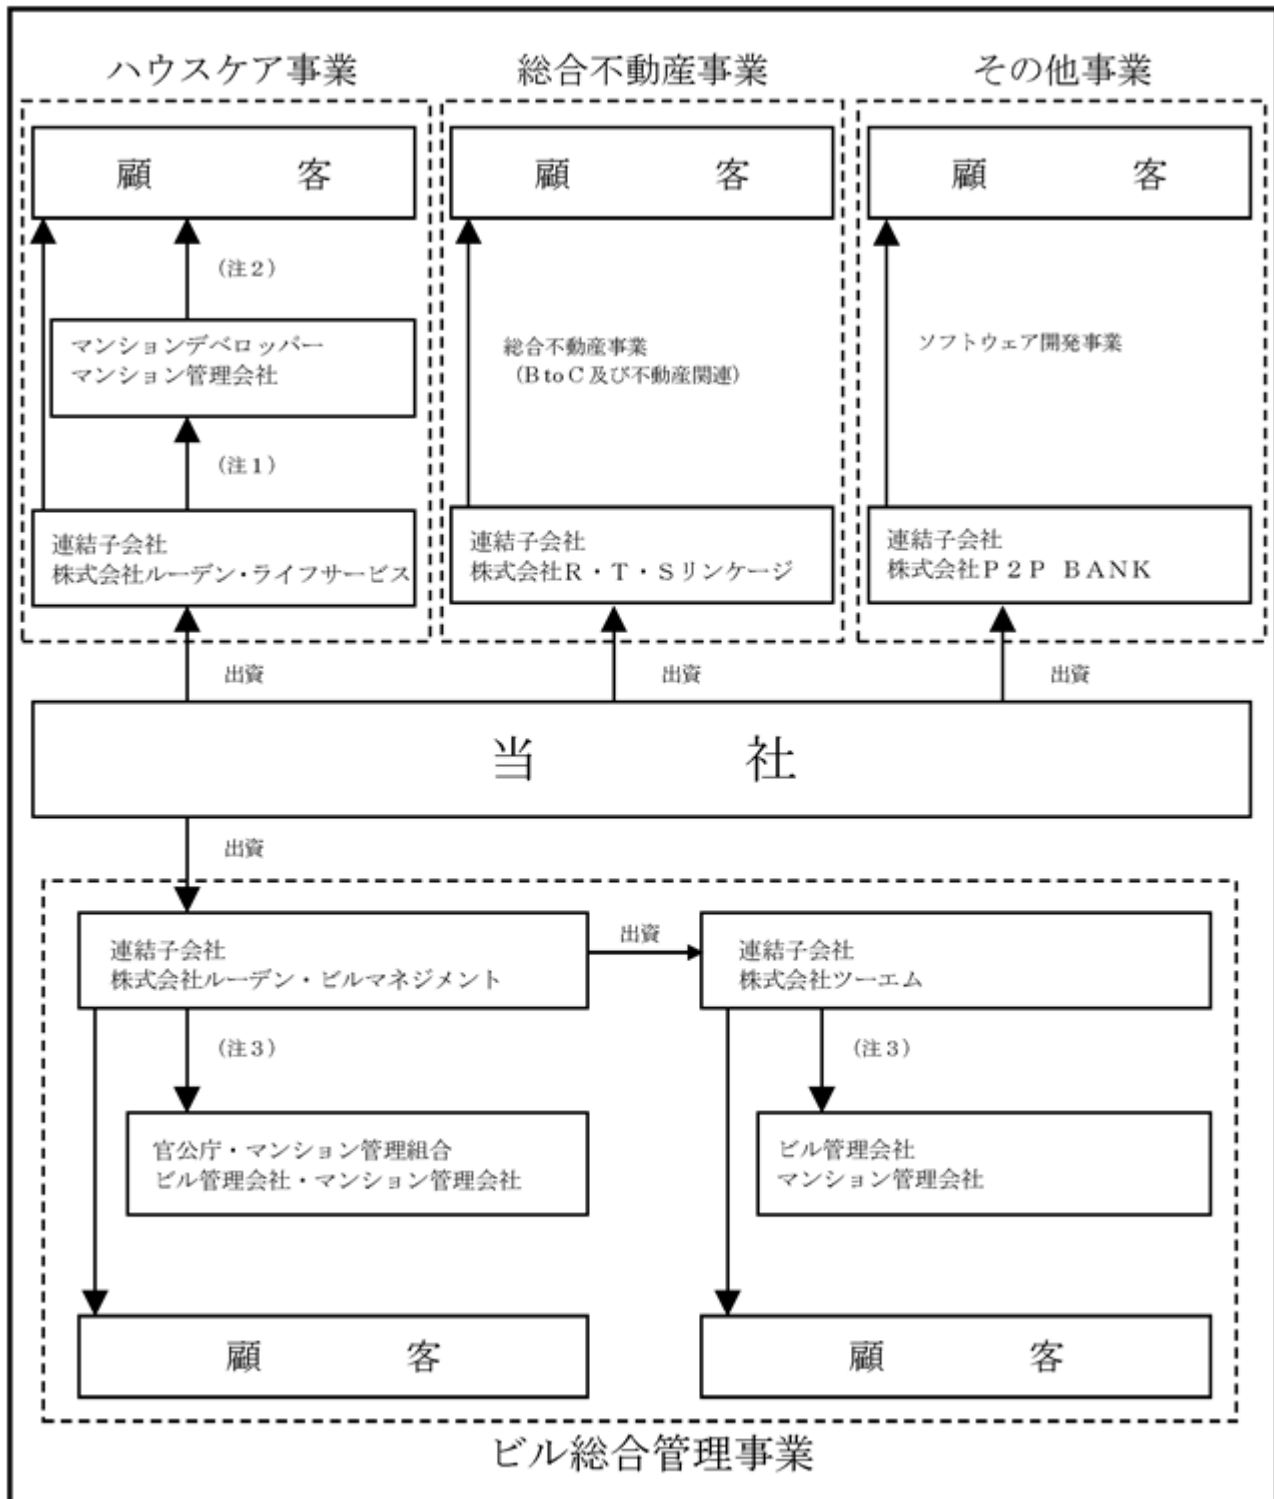 ハウスケア事業
総合不動産事業
その他事業
顧 客
顧 客
顧 客
(注2)
マンションデベロッパー
マンション管理会社
総合不動産事業
(BtoC及び不動産関連)
ソフトウェア開発事業
(注1)
連結子会社
株式会社ルーデン・ライフサービス
連結子会社
株式会社R・T・Sリンケージ
連結子会社
株式会社P2P BANK
出資
出資
出資
当 社
出資
連結子会社
株式会社ルーデン・ビルマネジメント
出資
連結子会社
株式会社ツーエム
(注3)
(注3)
官公庁・マンション管理組合
ビル管理会社・マンション管理会社
ビル管理会社
マンション管理会社
顧 客
顧 客
ビル総合管理事業